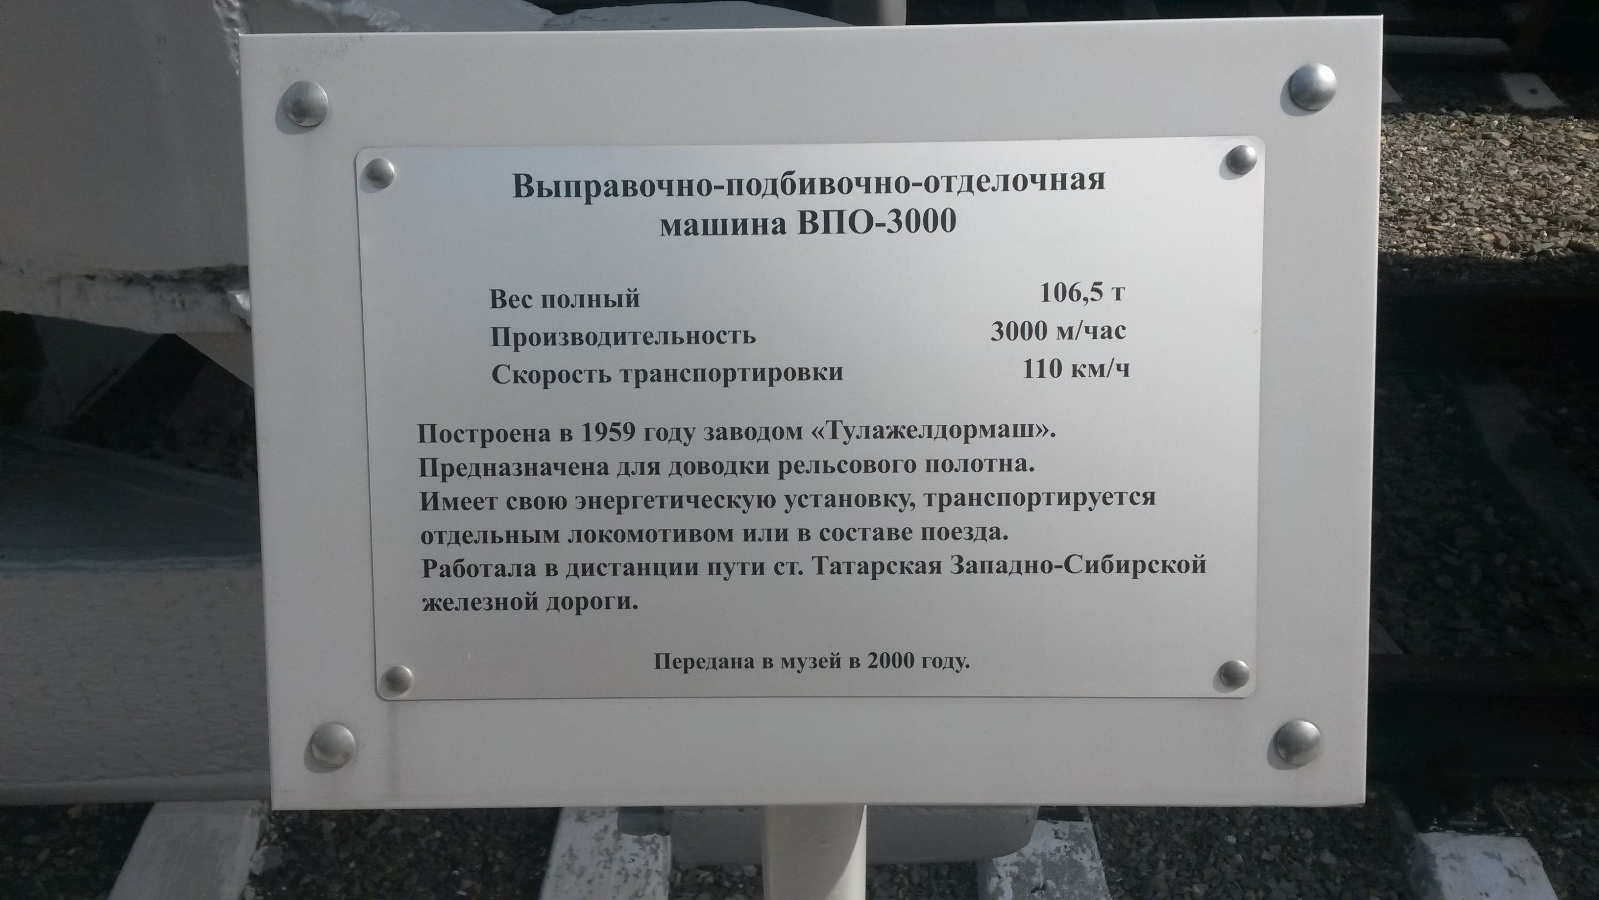 Выправочно-подбивочно-отделочная
машина ВПО-3000
Вес полный 106,5 т
Производительность 3000 м/час
Скорость транспортировки 110 км/ч
Построена в 1959 году заводом «Тулажелдормаш».
Предназначена для доводки рельсового полотна.
Имеет свою энергетическую установку, транспортируется
отдельным локомотивом или в составе поезда.
Работала в дистанции пути ст. Татарская Западно-Сибирской
железной дороги.
Передана в музей в 2000 году.